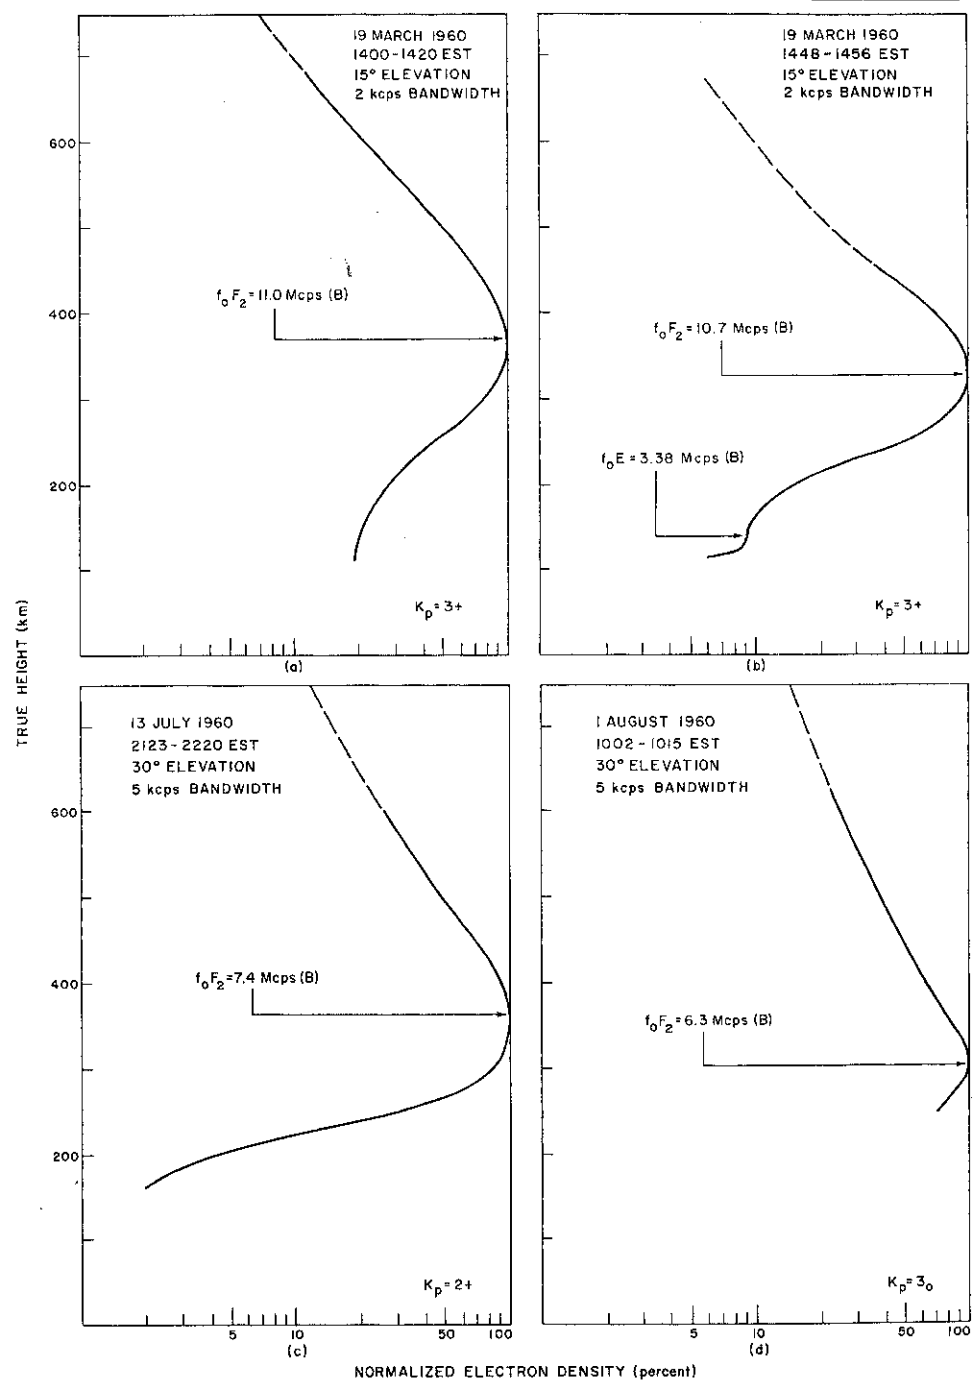 19 MARCH 1960
1400-1420 EST
15° ELEVATION
2 kcps BANDWIDTH
600
f₀F₂=11.0 Mcps (B)
400
200
Kp=3+
(a)
19 MARCH 1960
1448-1456 EST
15° ELEVATION
2 kcps BANDWIDTH
f₀F₂=10.7 Mcps (B)
f₀E=3.38 Mcps (B)
Kp=3+
(b)
TRUE HEIGHT (km)
13 JULY 1960
2123-2220 EST
30° ELEVATION
5 kcps BANDWIDTH
600
f₀F₂=7.4 Mcps (B)
400
200
Kp=2+
5 10 50 100
(c)
1 AUGUST 1960
1002-1015 EST
30° ELEVATION
5 kcps BANDWIDTH
f₀F₂=6.3 Mcps (B)
Kp=3₀
5 10 50 100
(d)
NORMALIZED ELECTRON DENSITY (percent)